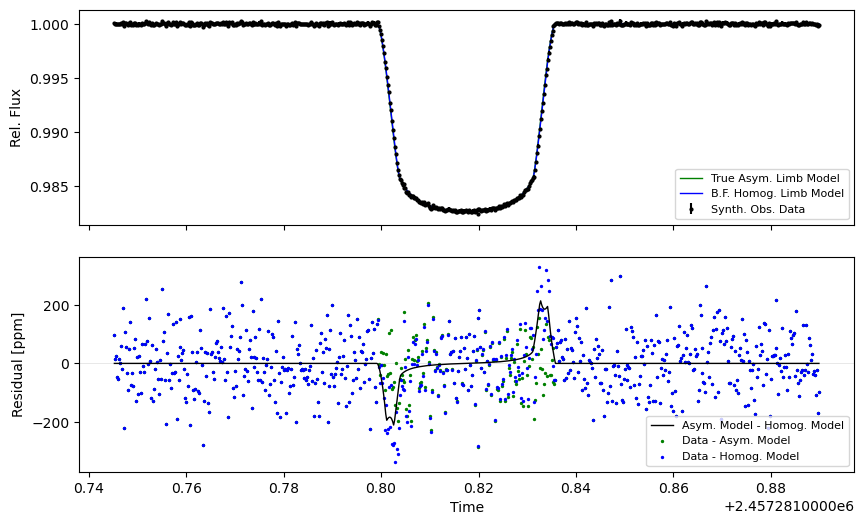 1.000
0.995
0.990
0.985
Rel. Flux
True Asym. Limb Model
B.F. Homog. Limb Model
Synth. Obs. Data
200
0
−200
Residual [ppm]
Asym. Model - Homog. Model
Data - Asym. Model
Data - Homog. Model
0.74 0.76 0.78 0.80 0.82 0.84 0.86 0.88
Time
+2.4572810000e6